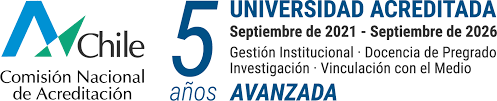 Chile
Comisión Nacional
de Acreditación
5
años
UNIVERSIDAD ACREDITADA
Septiembre de 2021 - Septiembre de 2026
Gestión Institucional · Docencia de Pregrado
Investigación · Vinculación con el Medio
AVANZADA